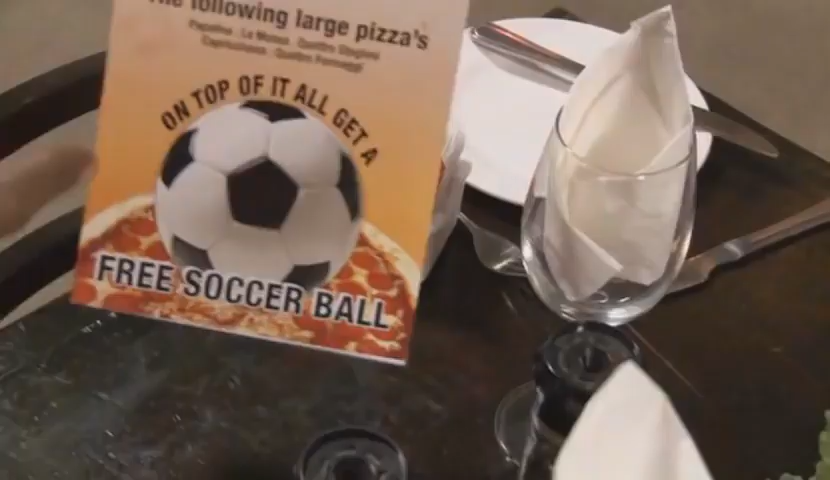 The following large pizza's
Papalina . La Mossa . Quattro Stagioni
Capricciosa . Quattro Formaggi
ON TOP OF IT ALL GET A
FREE SOCCER BALL